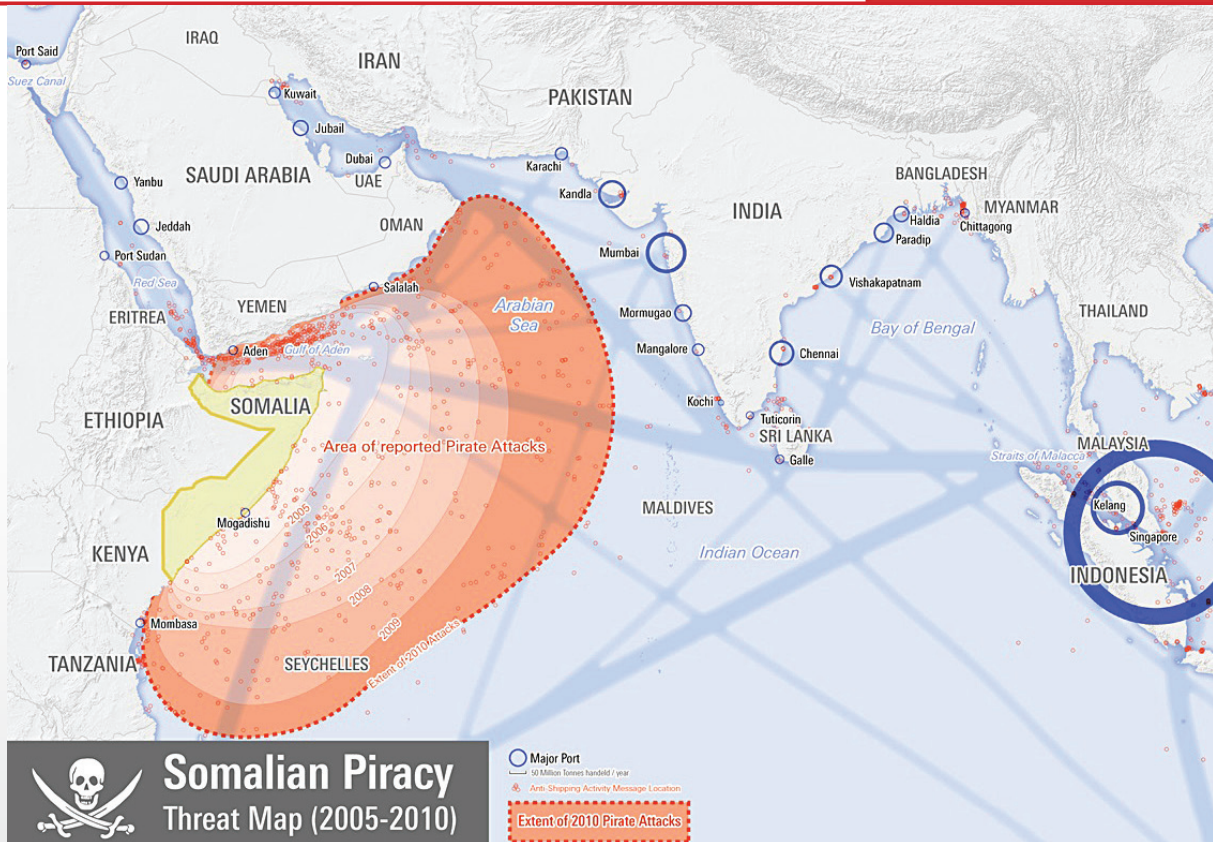 IRAQ
Port Said
Suez Canal
IRAN
Kuwait
PAKISTAN
Jubail
Dubai
UAE
Karachi
SAUDI ARABIA
Yanbu
Kandla
BANGLADESH
INDIA
MYANMAR
Haldia
Chittagong
Paradip
Jeddah
OMAN
Mumbai
Port Sudan
Red Sea
Salalah
Vishakapatnam
YEMEN
Arabian
Sea
Mormugao
THAILAND
ERITREA
Bay of Bengal
Aden
Gulf of Aden
Mangalore
Chennai
SOMALIA
Kochi
ETHIOPIA
Tuticorin
SRI LANKA
Area of reported Pirate Attacks
MALAYSIA
Straits of Malacca
Galle
Mogadishu
2005
2006
2007
2008
2009
Extent of 2010 Attacks
MALDIVES
Kelang
Singapore
KENYA
Indian Ocean
INDONESIA
Mombasa
TANZANIA
SEYCHELLES
Somalian Piracy
Threat Map (2005-2010)
Major Port
50 Million Tonnes handeld / year
Anti-Shipping Activity Message Location
Extent of 2010 Pirate Attacks